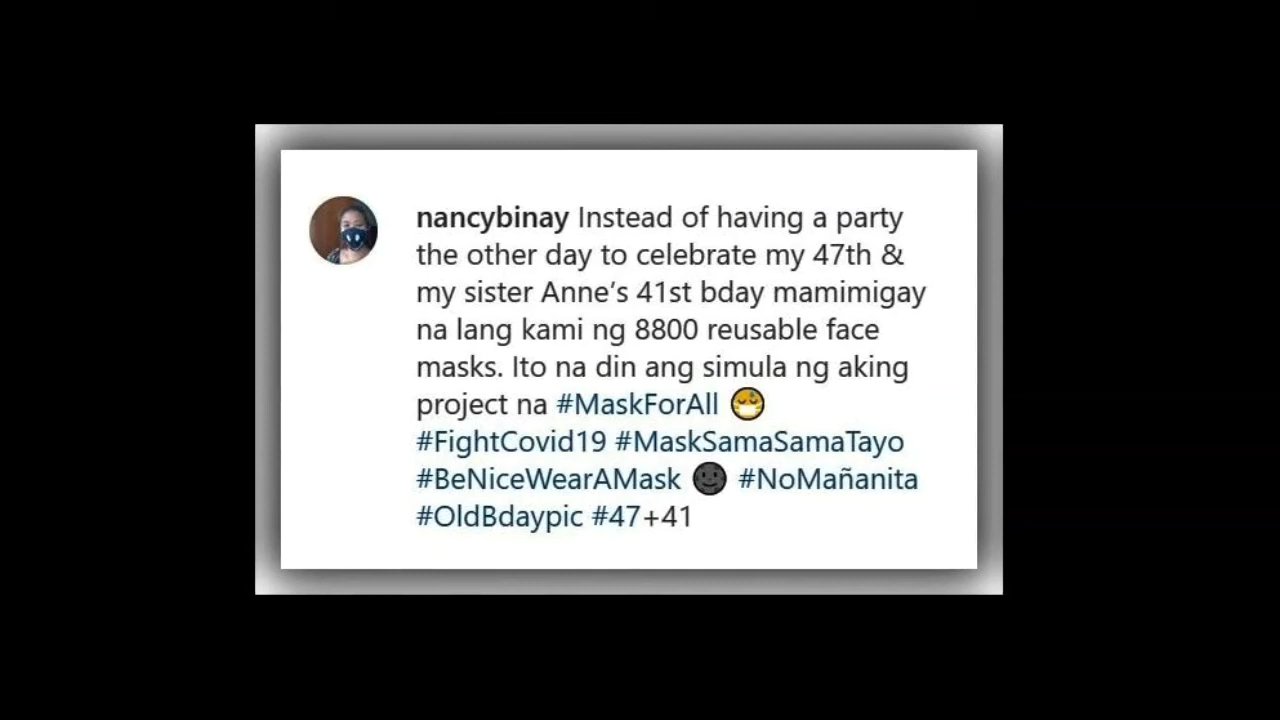 nancybinay Instead of having a party
the other day to celebrate my 47th &
my sister Anne's 41st bday mamimigay
na lang kami ng 8800 reusable face
masks. Ito na din ang simula ng aking
project na #MaskForAll 😷
#FightCovid19 #MaskSamaSamaTayo
#BeNiceWearAMask 🌚 #NoMañanita
#OldBdaypic #47+41